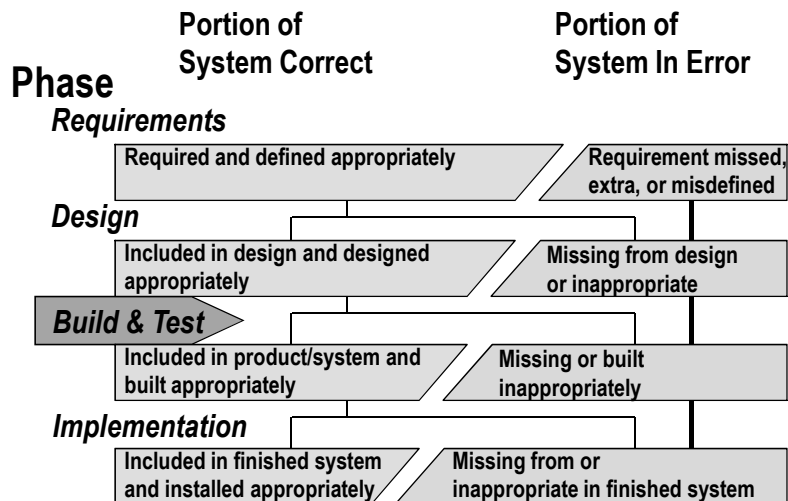 Portion of
System Correct
Portion of
System In Error
Phase
Requirements
Required and defined appropriately
Requirement missed,
extra, or misdefined
Design
Included in design and designed
appropriately
Missing from design
or inappropriate
Build & Test
Included in product/system and
built appropriately
Missing or built
inappropriately
Implementation
Included in finished system
and installed appropriately
Missing from or
inappropriate in finished system